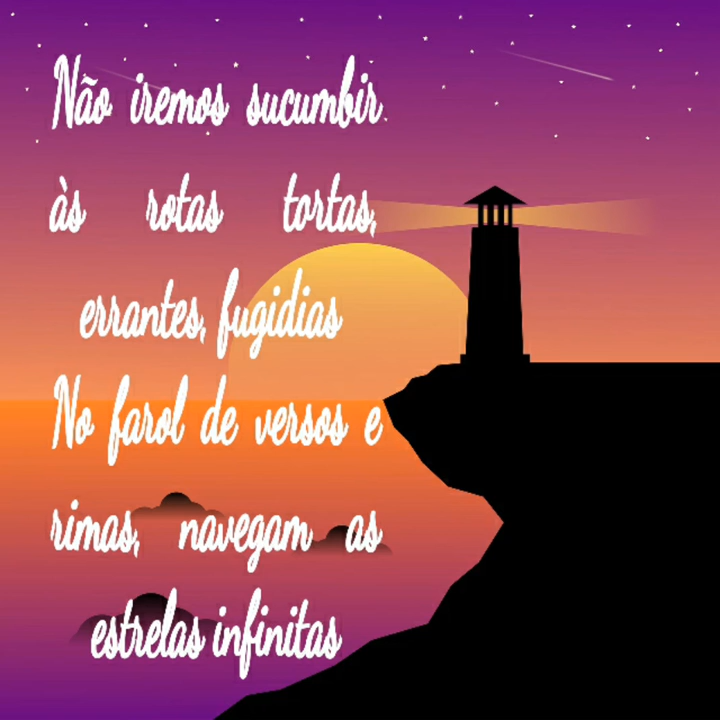 Não iremos sucumbir
às rotas tortas,
errantes, fugidias
No farol de versos e
rimas, navegam as
estrelas infinitas